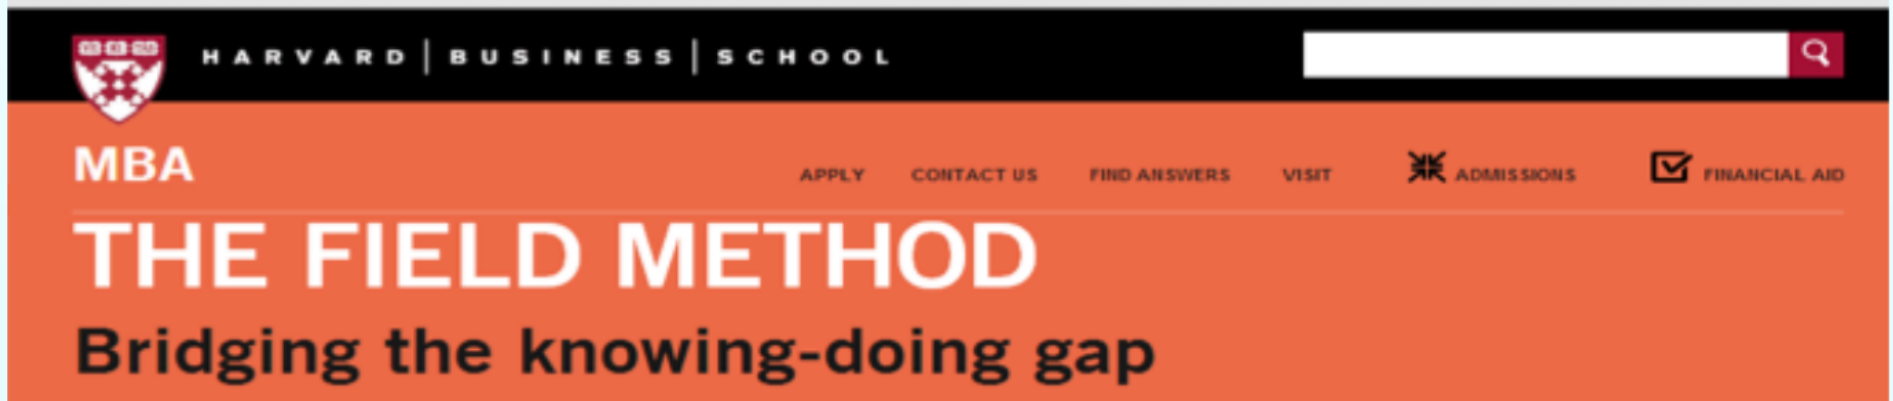 HARVARD | BUSINESS | SCHOOL
MBA
APPLY CONTACT US FIND ANSWERS VISIT ADMISSIONS FINANCIAL AID
THE FIELD METHOD
Bridging the knowing-doing gap